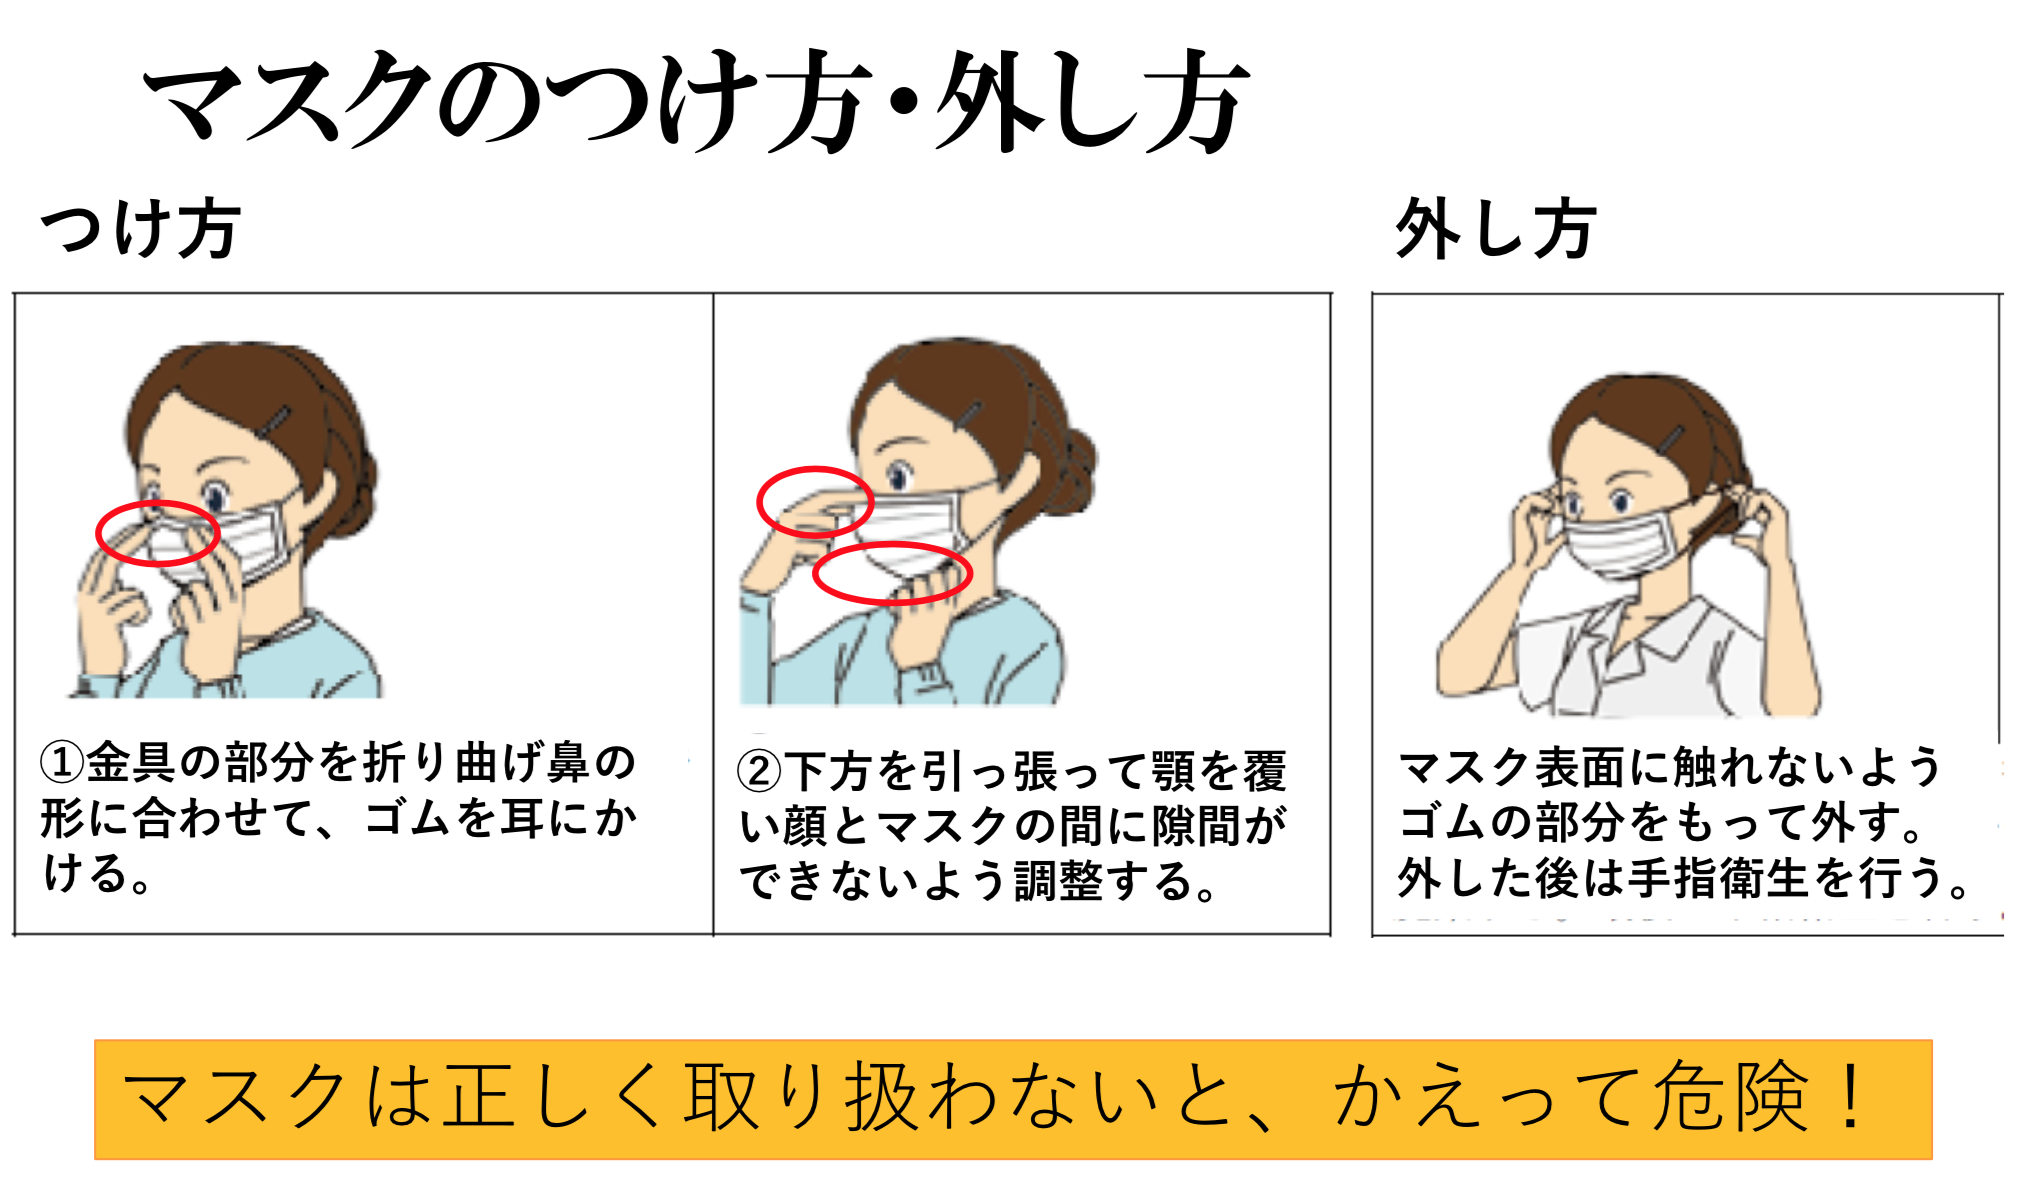 マスクのつけ方・外し方
つけ方
①金具の部分を折り曲げ鼻の
形に合わせて、ゴムを耳にか
ける。
②下方を引っ張って顎を覆
い顔とマスクの間に隙間が
できないよう調整する。
外し方
マスク表面に触れないよう
ゴムの部分をもって外す。
外した後は手指衛生を行う。
マスクは正しく取り扱わないと、かえって危険！